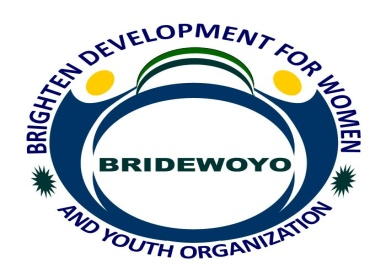 BRIGHTEN DEVELOPMENT FOR WOMEN
BRIDEWOYO
AND YOUTH ORGANIZATION